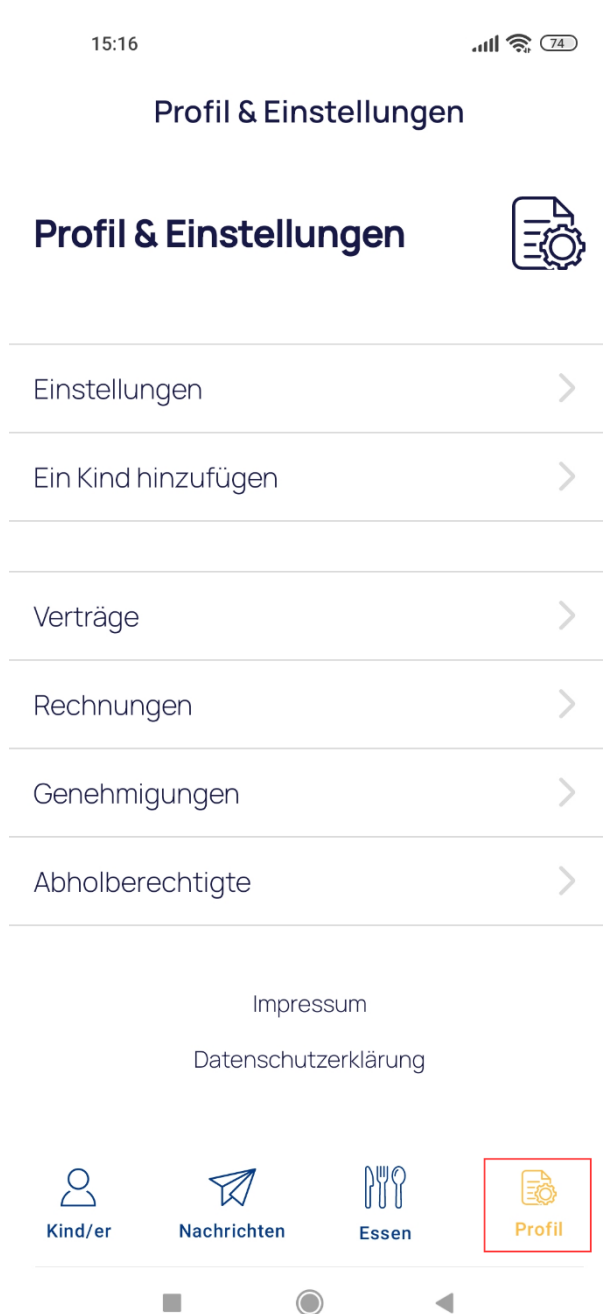 15:16
74
Profil & Einstellungen
Profil & Einstellungen
Einstellungen
Ein Kind hinzufügen
Verträge
Rechnungen
Genehmigungen
Abholberechtigte
Impressum
Datenschutzerklärung
Kind/er Nachrichten Essen Profil